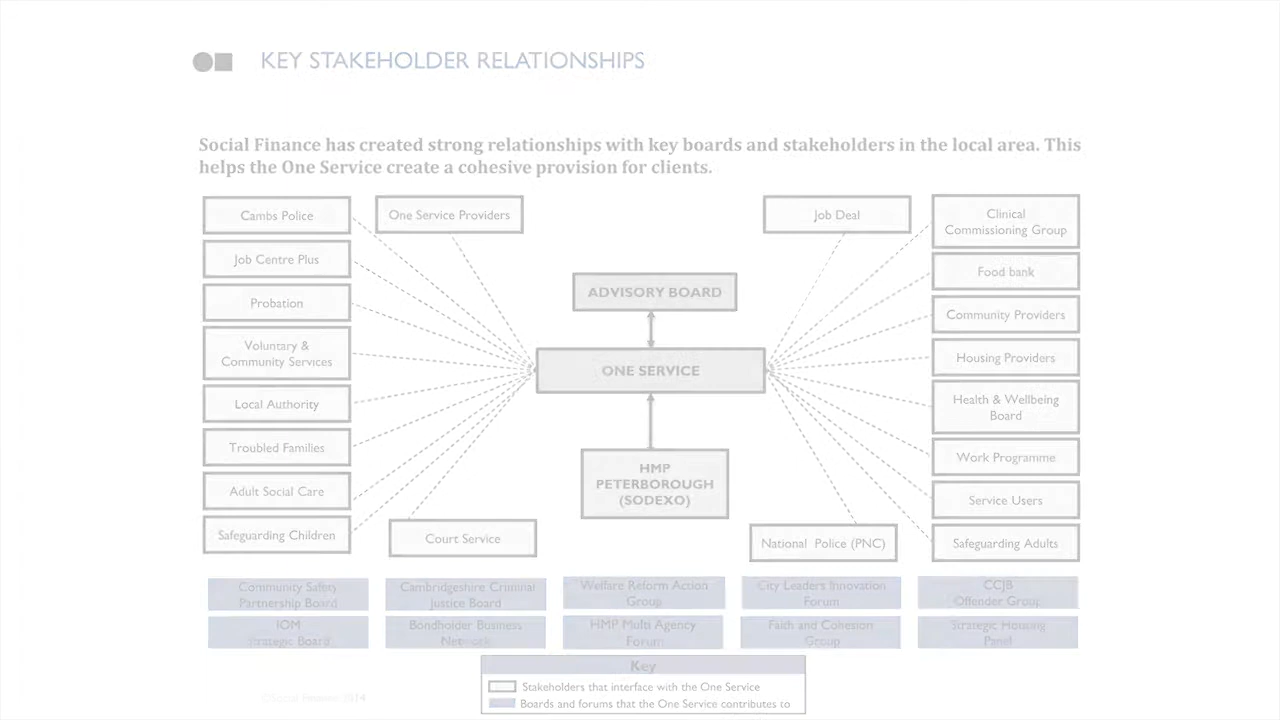 KEY STAKEHOLDER RELATIONSHIPS
Social Finance has created strong relationships with key boards and stakeholders in the local area. This
helps the One Service create a cohesive provision for clients.
Cambs Police
One Service Providers
Job Deal
Clinical
Commissioning Group
Job Centre Plus
Food bank
Probation
ADVISORY BOARD
Community Providers
Voluntary &
Community Services
ONE SERVICE
Housing Providers
Local Authority
Health & Wellbeing
Board
Troubled Families
HMP
PETERBOROUGH
(SODEXO)
Work Programme
Adult Social Care
Service Users
Safeguarding Children
Court Service
National Police (PNC)
Safeguarding Adults
Community Safety
Partnership Board
Cambridgeshire Criminal
Justice Board
Welfare Reform Action
Group
City Leaders Innovation
Forum
CCJB
Offender Group
IOM
Strategic Board
Bondholder Business
Network
HMP Multi Agency
Forum
Faith and Cohesion
Group
Strategic Housing
Panel
Key
Stakeholders that interface with the One Service
Boards and forums that the One Service contributes to
©Social Finance 2014